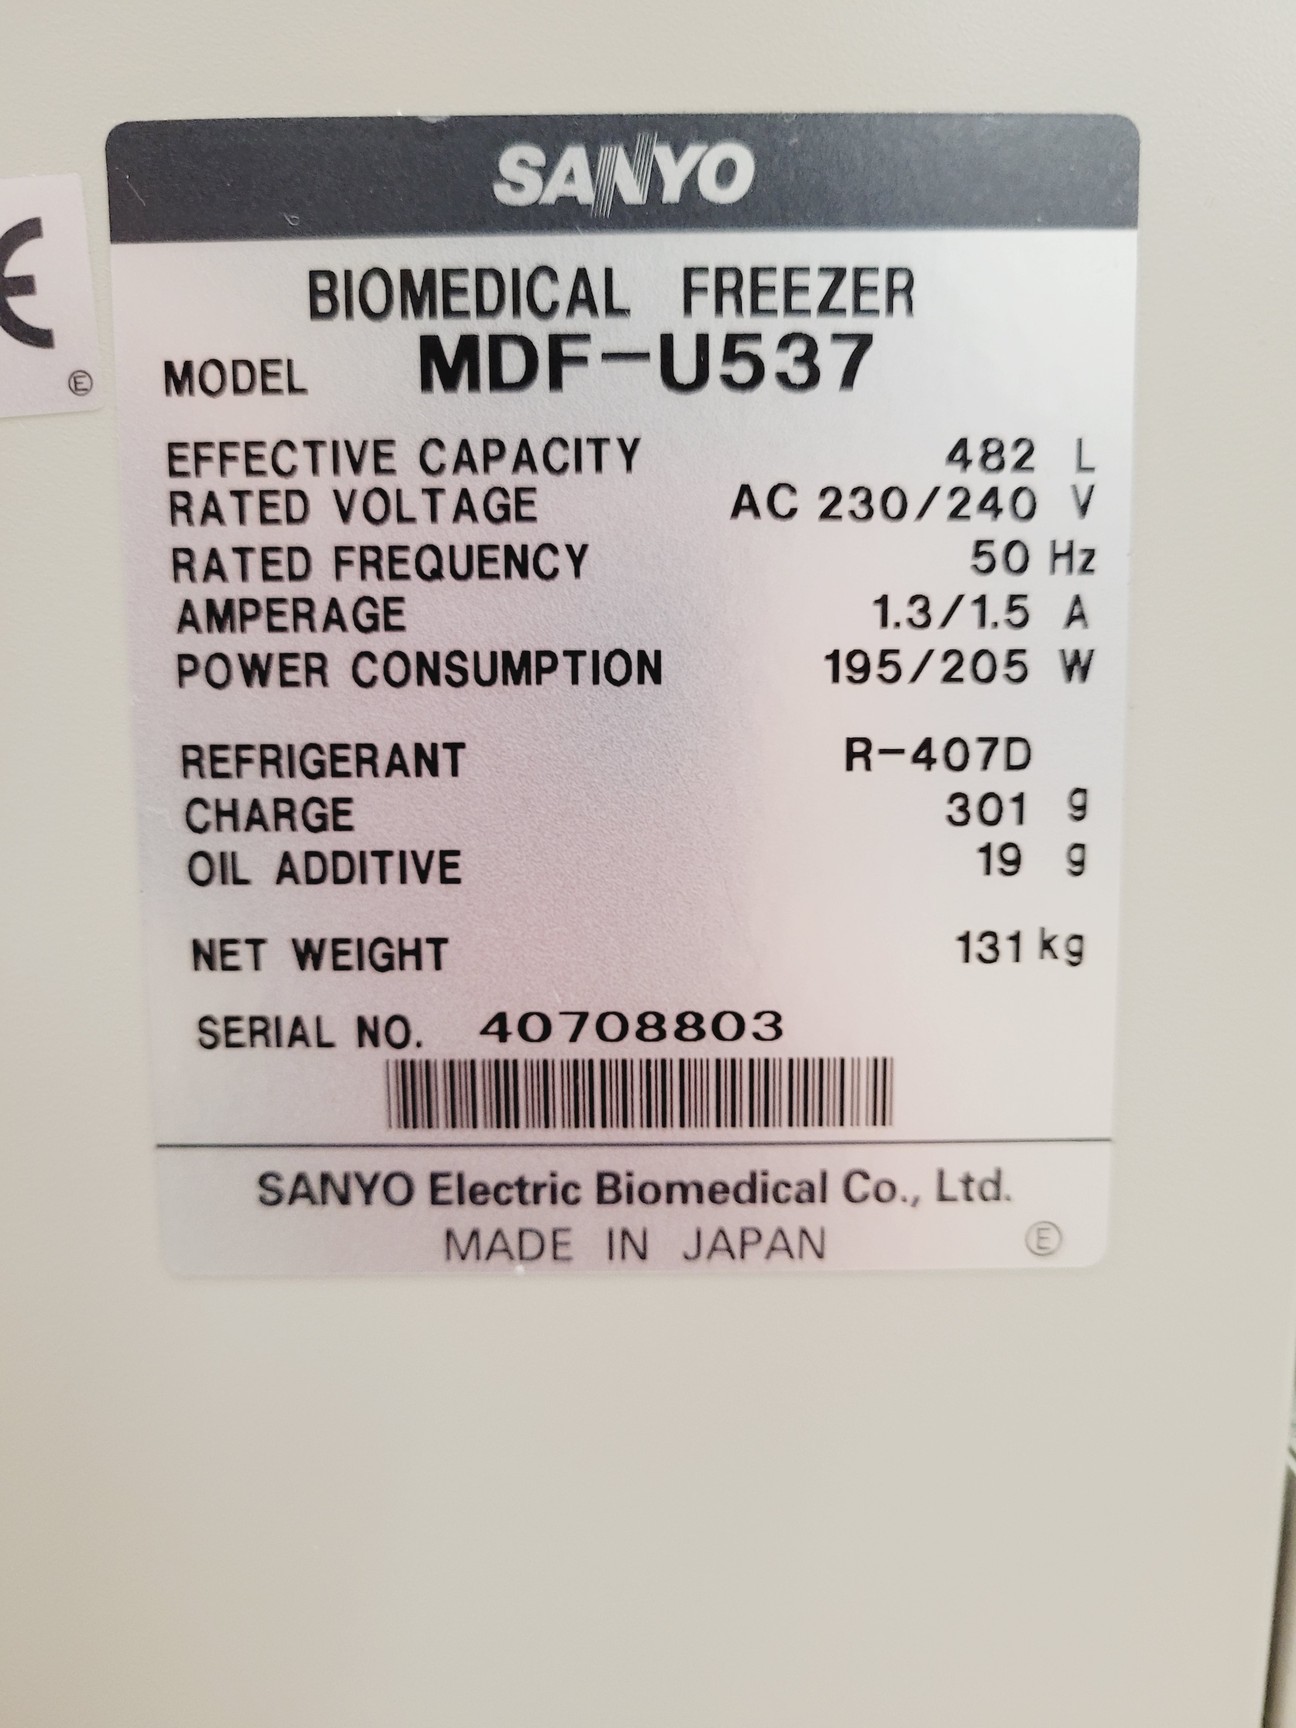 SANYO
BIOMEDICAL FREEZER
MODEL MDF-U537
EFFECTIVE CAPACITY 482 L
RATED VOLTAGE AC 230/240 V
RATED FREQUENCY 50 Hz
AMPERAGE 1.3/1.5 A
POWER CONSUMPTION 195/205 W
REFRIGERANT R-407D
CHARGE 301 g
OIL ADDITIVE 19 g
NET WEIGHT 131 kg
SERIAL NO. 40708803
SANYO Electric Biomedical Co., Ltd.
MADE IN JAPAN Ⓔ
CE
Ⓔ